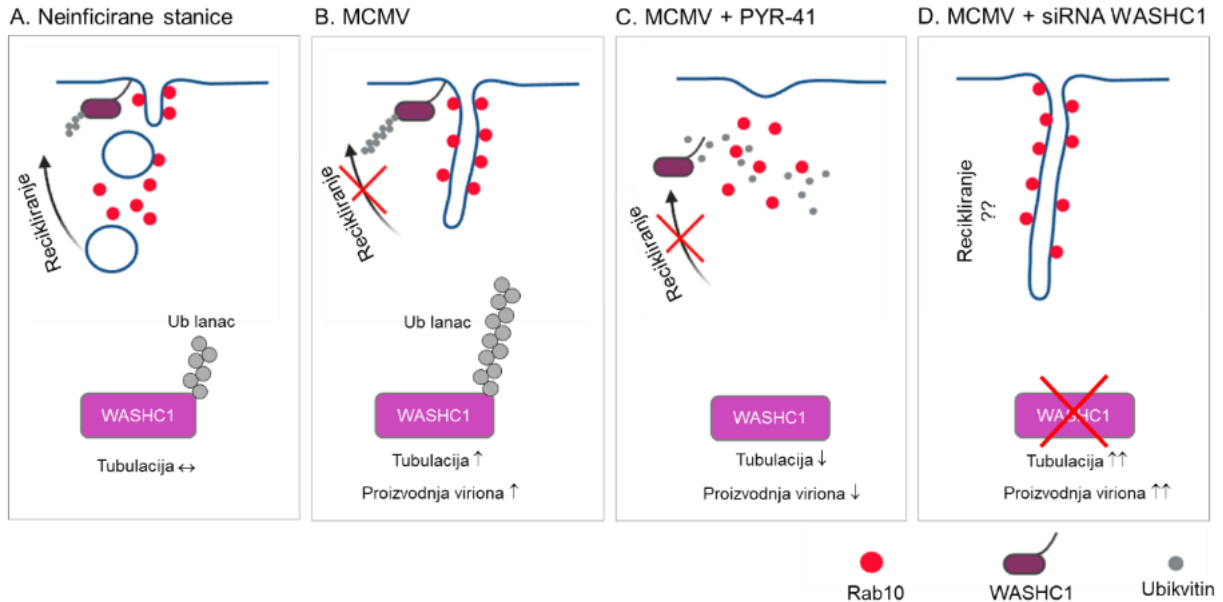 A. Neinficirane stanice
Recikliranje
Ub lanac
WASHC1
Tubulacija ↔
B. MCMV
Recikliranje
Ub lanac
WASHC1
Tubulacija ↑
Proizvodnja viriona ↑
C. MCMV + PYR-41
Recikliranje
WASHC1
Tubulacija ↓
Proizvodnja viriona ↓
D. MCMV + siRNA WASHC1
Recikliranje
??
WASHC1
Tubulacija ↑↑
Proizvodnja viriona ↑↑
Rab10
WASHC1
Ubikvitin